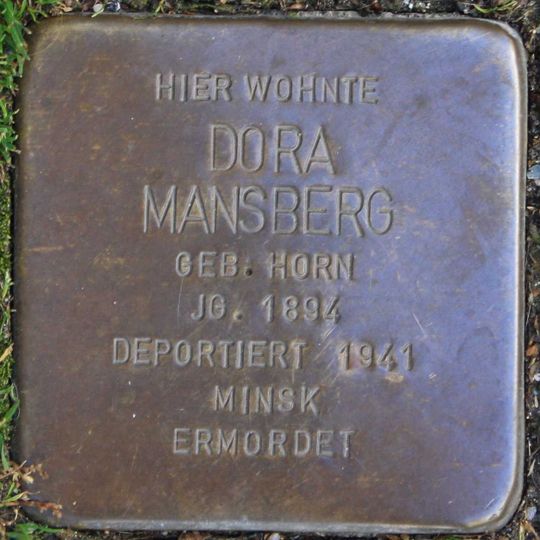 HIER WOHNTE
DORA
MANSBERG
GEB. HORN
JG. 1894
DEPORTIERT 1941
MINSK
ERMORDET